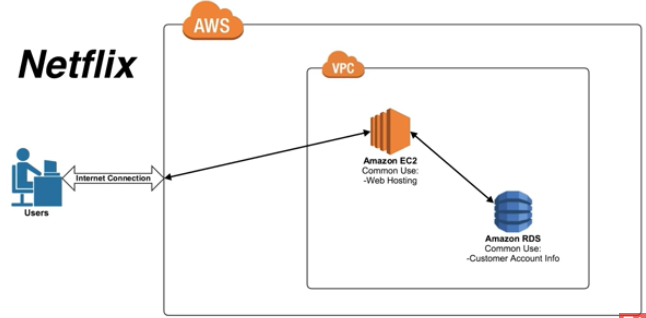 AWS
Netflix
VPC
Amazon EC2
Common Use:
-Web Hosting
Internet Connection
Users
Amazon RDS
Common Use:
-Customer Account Info